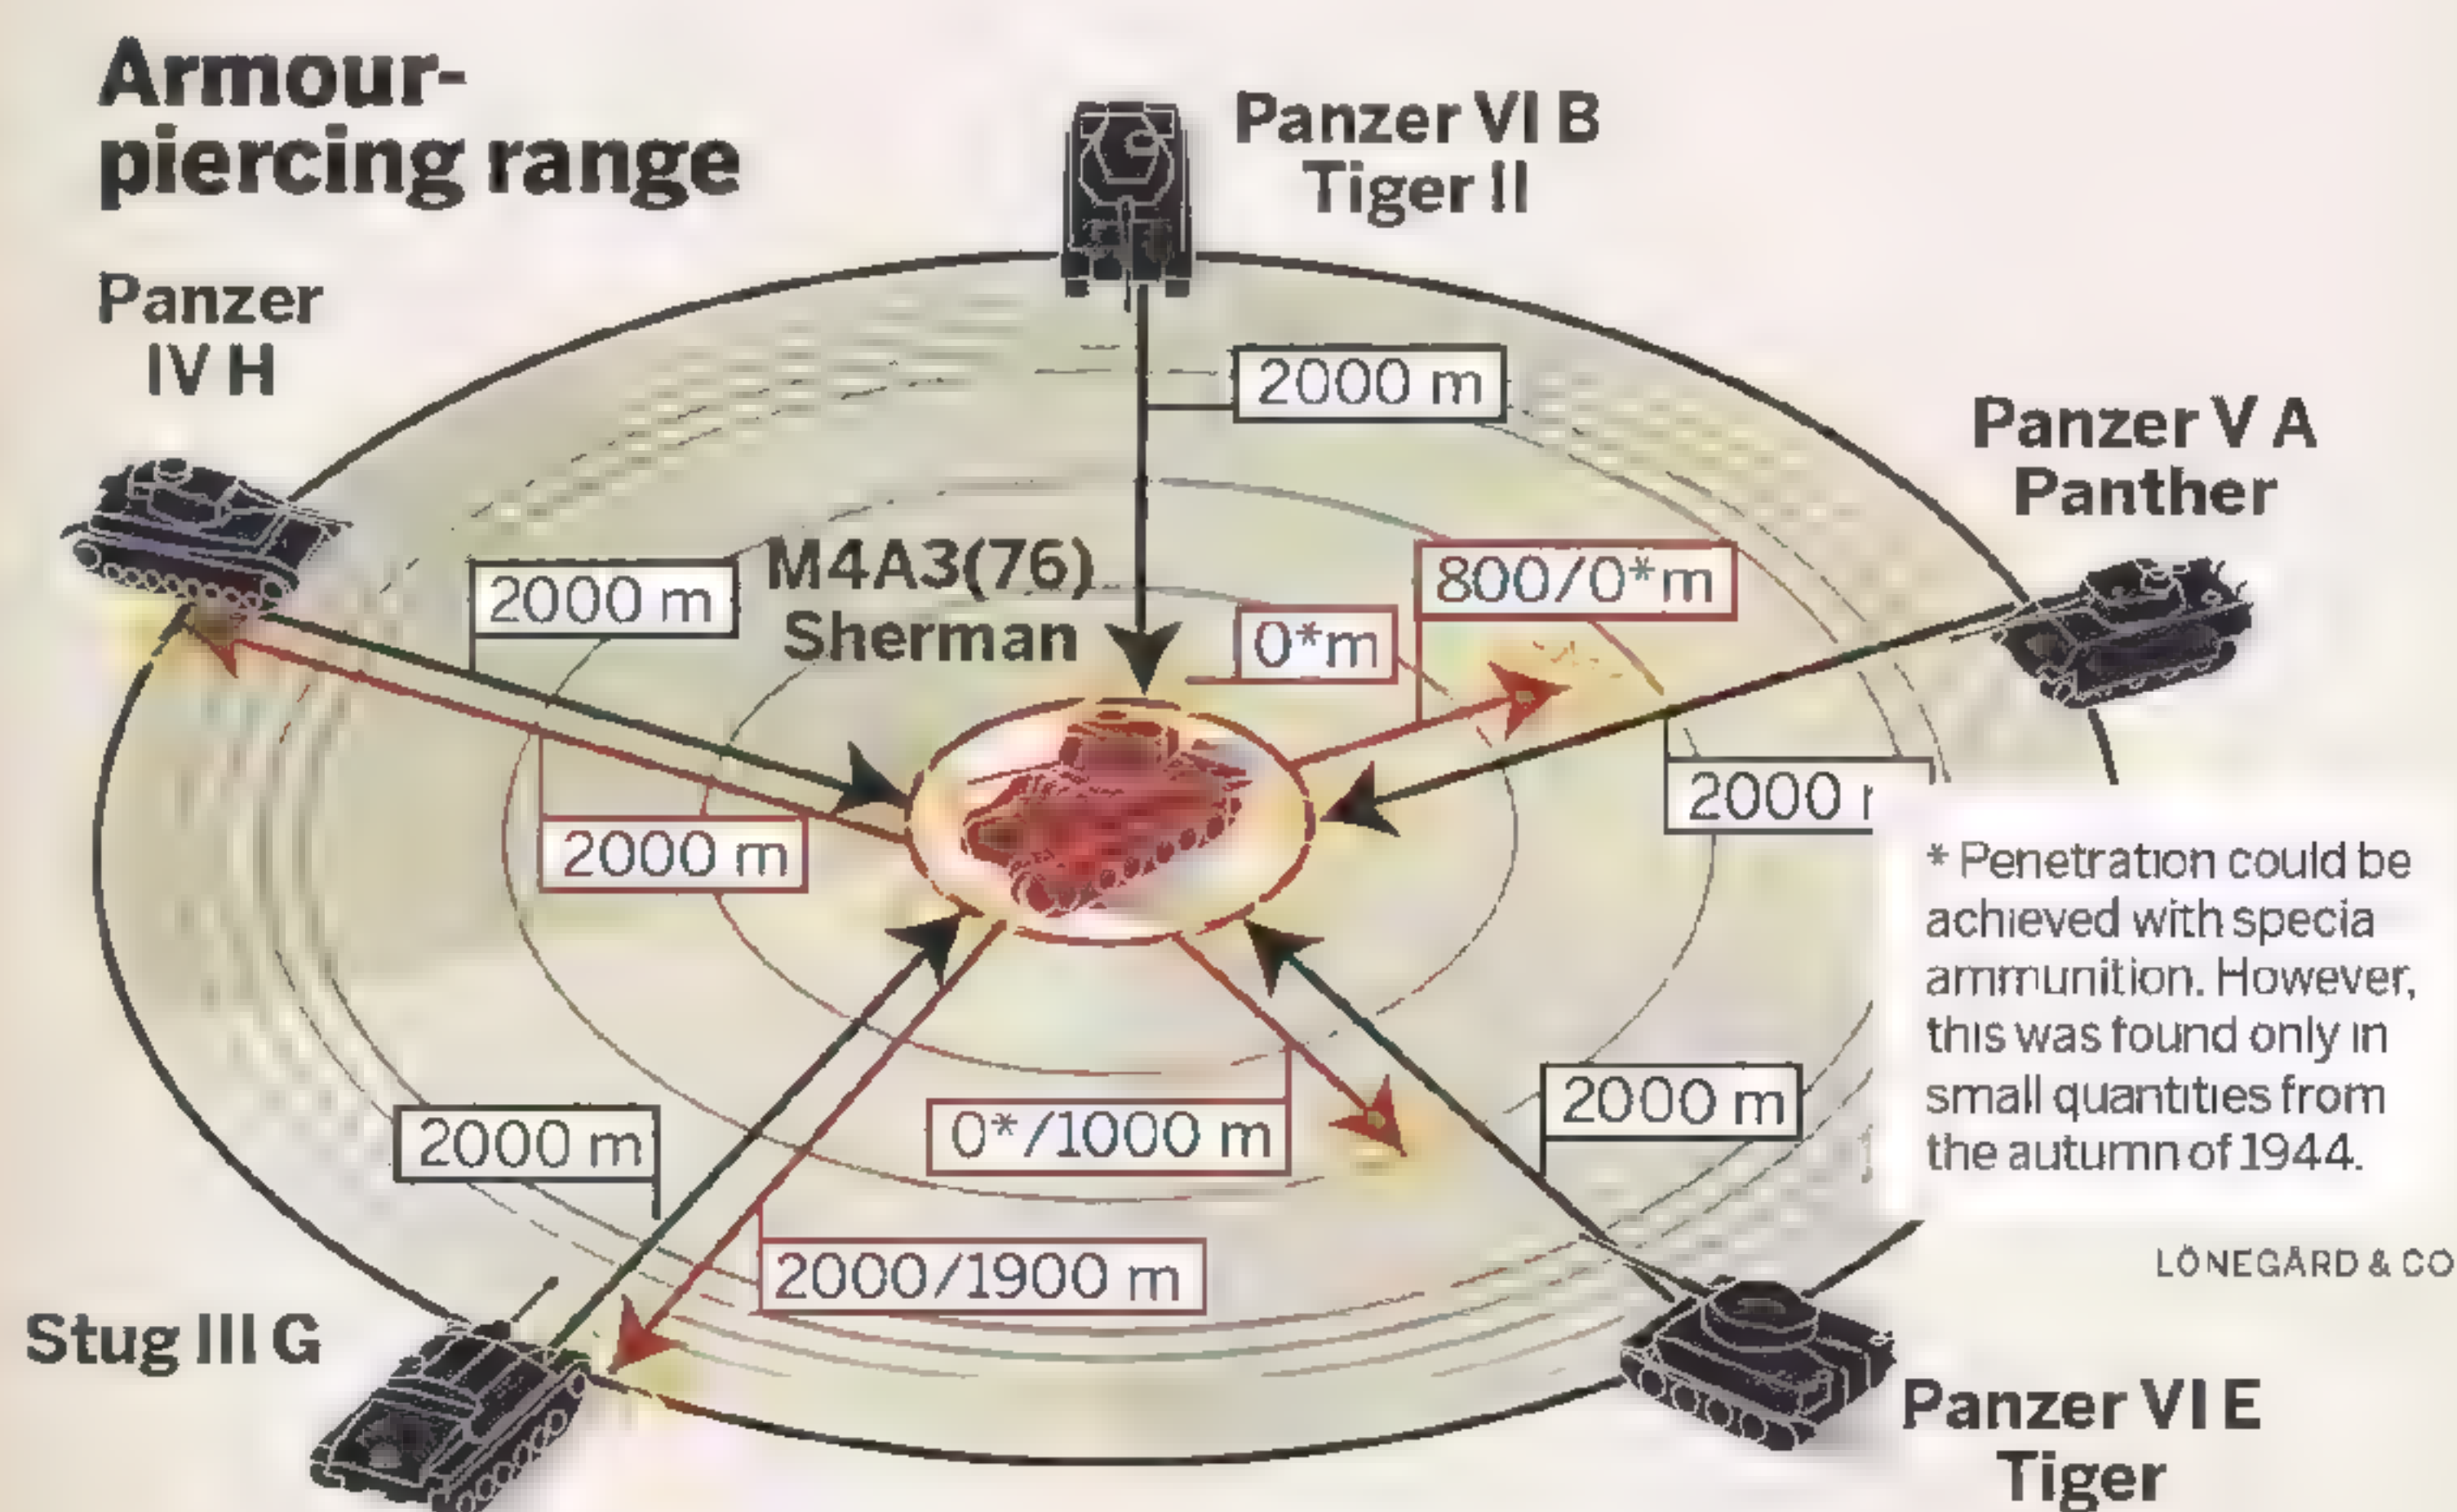 Armour-
piercing range
Panzer VI B
Tiger II
Panzer
IV H
2000 m
Panzer V A
Panther
M4A3(76)
Sherman
2000 m
800/0*m
0*m
2000
2000 m
* Penetration could be
achieved with specia
ammunition. However,
this was found only in
small quantities from
the autumn of 1944.
2000 m
0*/1000 m
2000 m
2000/1900 m
LÖNEGÅRD & CO
Stug III G
Panzer VI E
Tiger